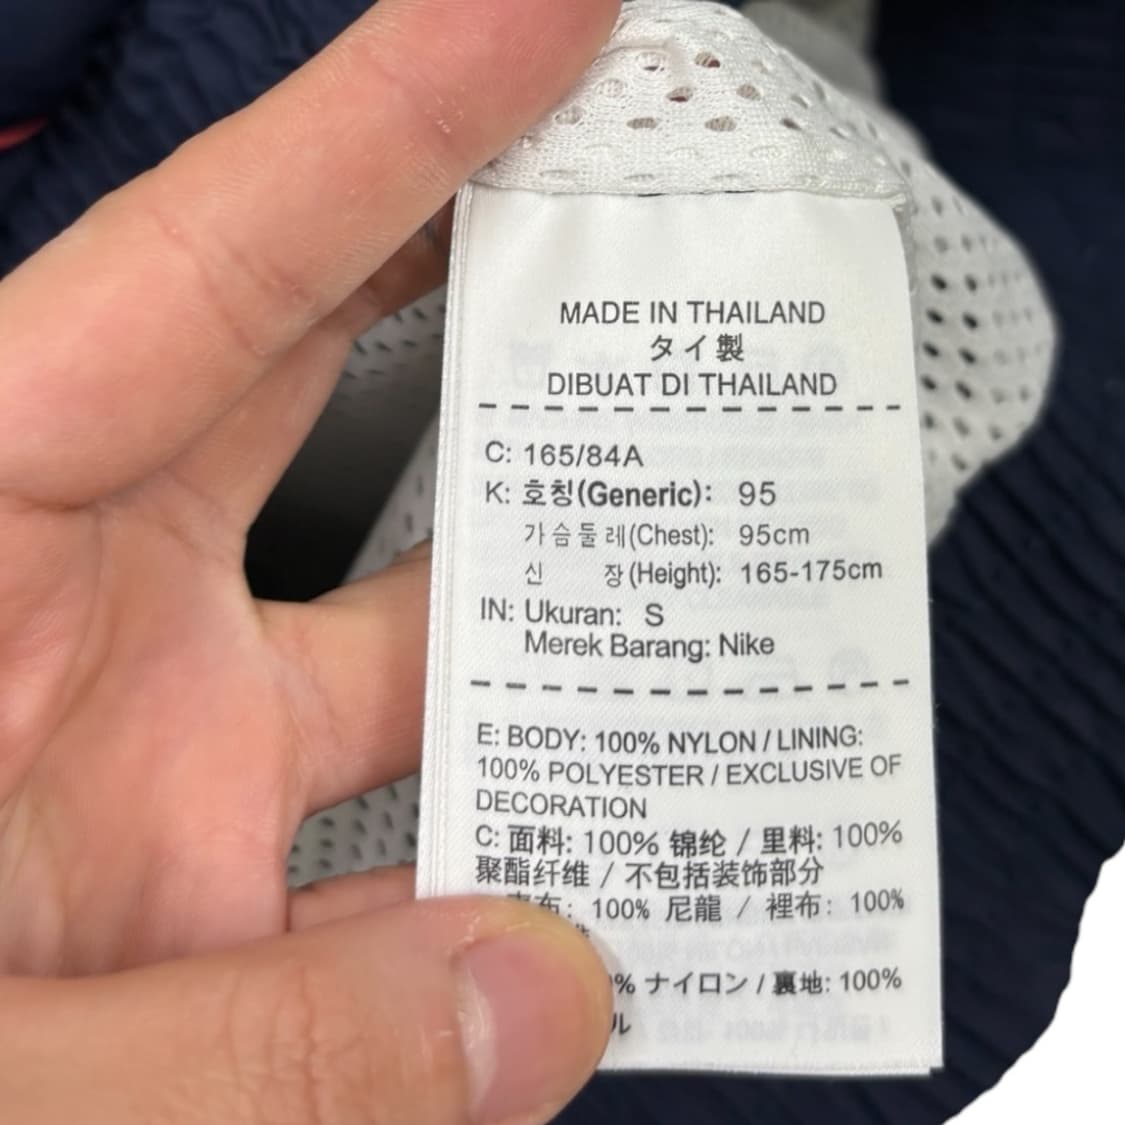 MADE IN THAILAND
タイ製
DIBUAT DI THAILAND
C: 165/84A
K: 호칭(Generic): 95
가슴둘레(Chest): 95cm
신 장(Height): 165-175cm
IN: Ukuran: S
Merek Barang: Nike
E: BODY: 100% NYLON / LINING:
100% POLYESTER / EXCLUSIVE OF
DECORATION
C: 面料: 100% 锦纶 / 里料: 100%
聚酯纤维 / 不包括装饰部分
布: 100% 尼龍 / 裡布: 100%
% ナイロン / 裏地: 100%
ル